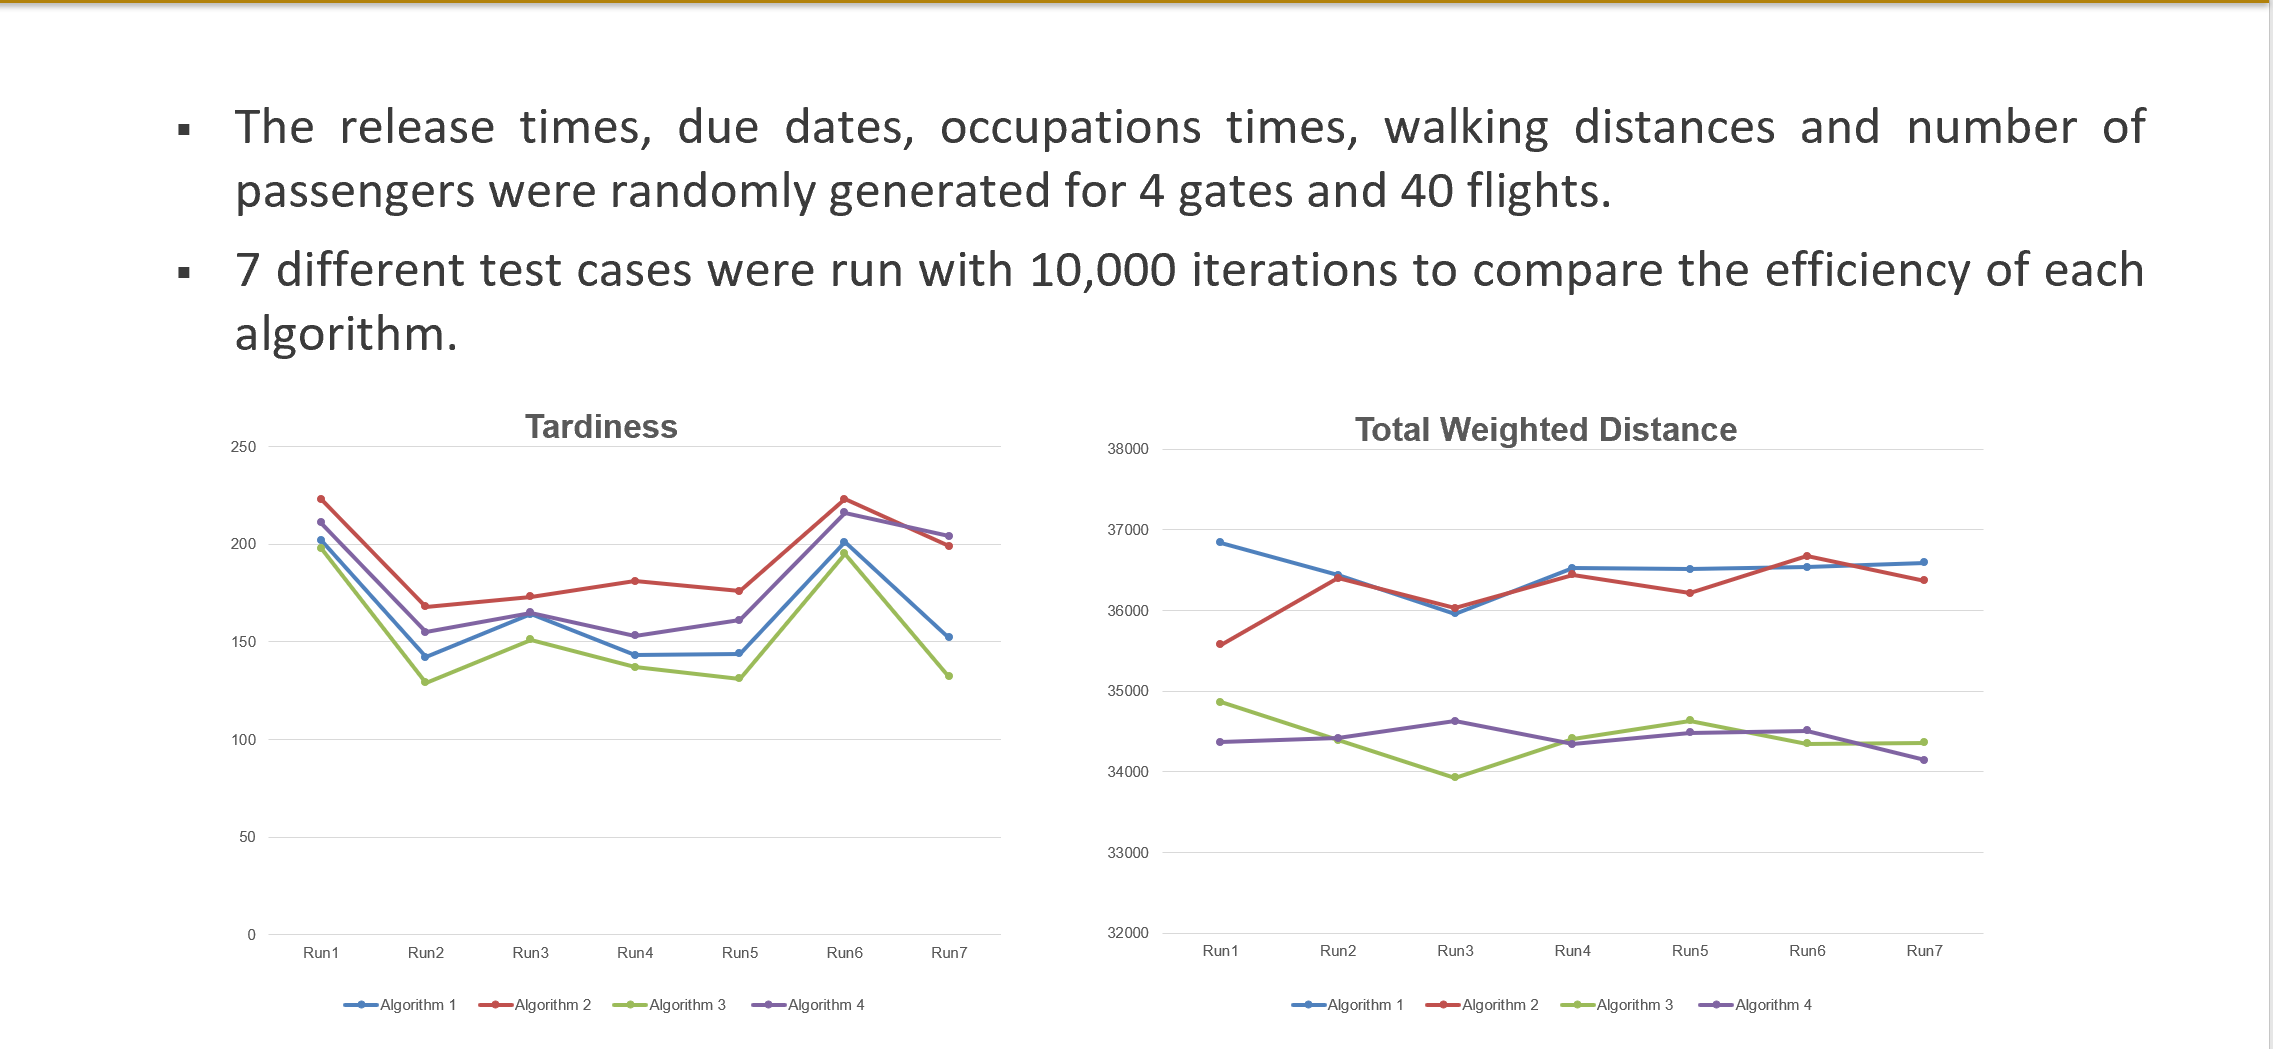 ▪ The release times, due dates, occupations times, walking distances and number of
passengers were randomly generated for 4 gates and 40 flights.
▪ 7 different test cases were run with 10,000 iterations to compare the efficiency of each
algorithm.
Tardiness
250
200
150
100
50
0
Run1 Run2 Run3 Run4 Run5 Run6 Run7
Algorithm 1 Algorithm 2 Algorithm 3 Algorithm 4
Total Weighted Distance
38000
37000
36000
35000
34000
33000
32000
Run1 Run2 Run3 Run4 Run5 Run6 Run7
Algorithm 1 Algorithm 2 Algorithm 3 Algorithm 4